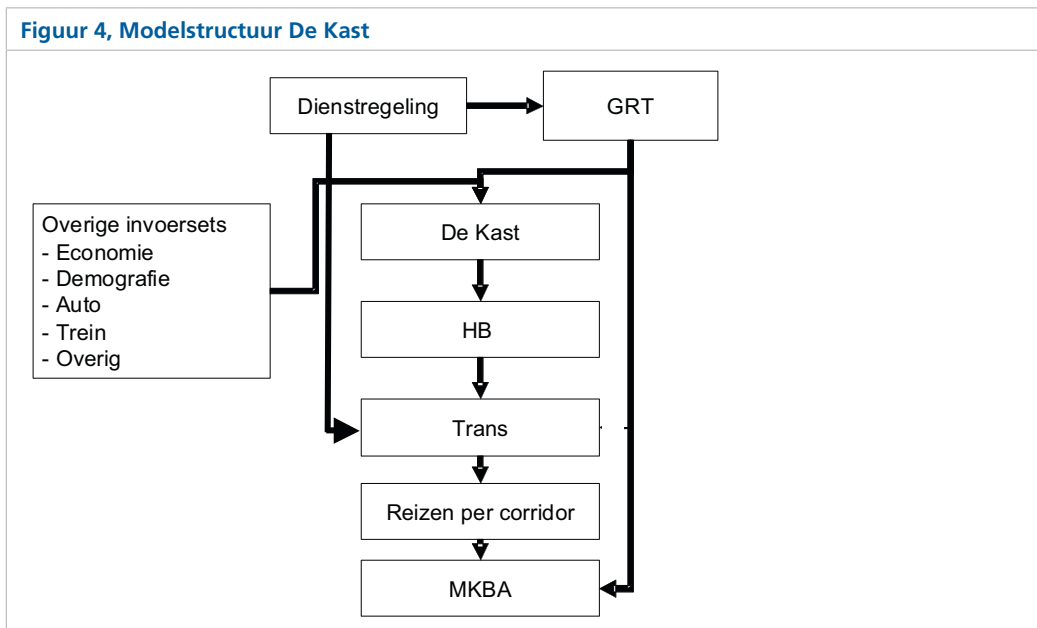 Figuur 4, Modelstructuur De Kast
Dienstregeling
GRT
Overige invoersets
- Economie
- Demografie
- Auto
- Trein
- Overig
De Kast
HB
Trans
Reizen per corridor
MKBA